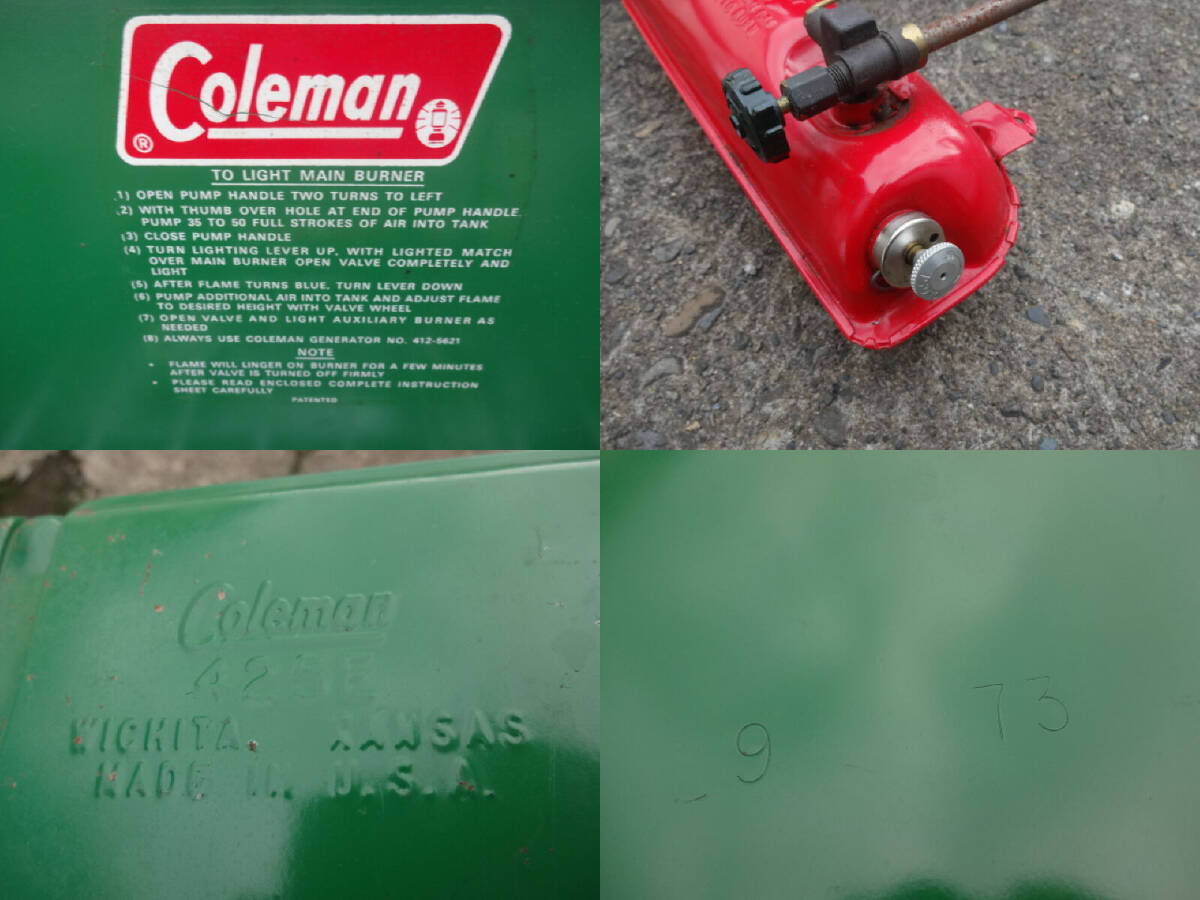 Coleman
®
TO LIGHT MAIN BURNER
1) OPEN PUMP HANDLE TWO TURNS TO LEFT
2) WITH THUMB OVER HOLE AT END OF PUMP HANDLE
PUMP 35 TO 50 FULL STROKES OF AIR INTO TANK
(3) CLOSE PUMP HANDLE
(4) TURN LIGHTING LEVER UP. WITH LIGHTED MATCH
OVER MAIN BURNER OPEN VALVE COMPLETELY AND
LIGHT
(5) AFTER FLAME TURNS BLUE, TURN LEVER DOWN
(6) PUMP ADDITIONAL AIR INTO TANK AND ADJUST FLAME
TO DESIRED HEIGHT WITH VALVE WHEEL
(7) OPEN VALVE AND LIGHT AUXILIARY BURNER AS
NEEDED
(8) ALWAYS USE COLEMAN GENERATOR NO. 412-5621
NOTE
- FLAME WILL LINGER ON BURNER FOR A FEW MINUTES
AFTER VALVE IS TURNED OFF FIRMLY
- PLEASE READ ENCLOSED COMPLETE INSTRUCTION
SHEET CAREFULLY
PATENTED
Coleman
425E
WICHITA, KANSAS
MADE IN U.S.A.
9 73